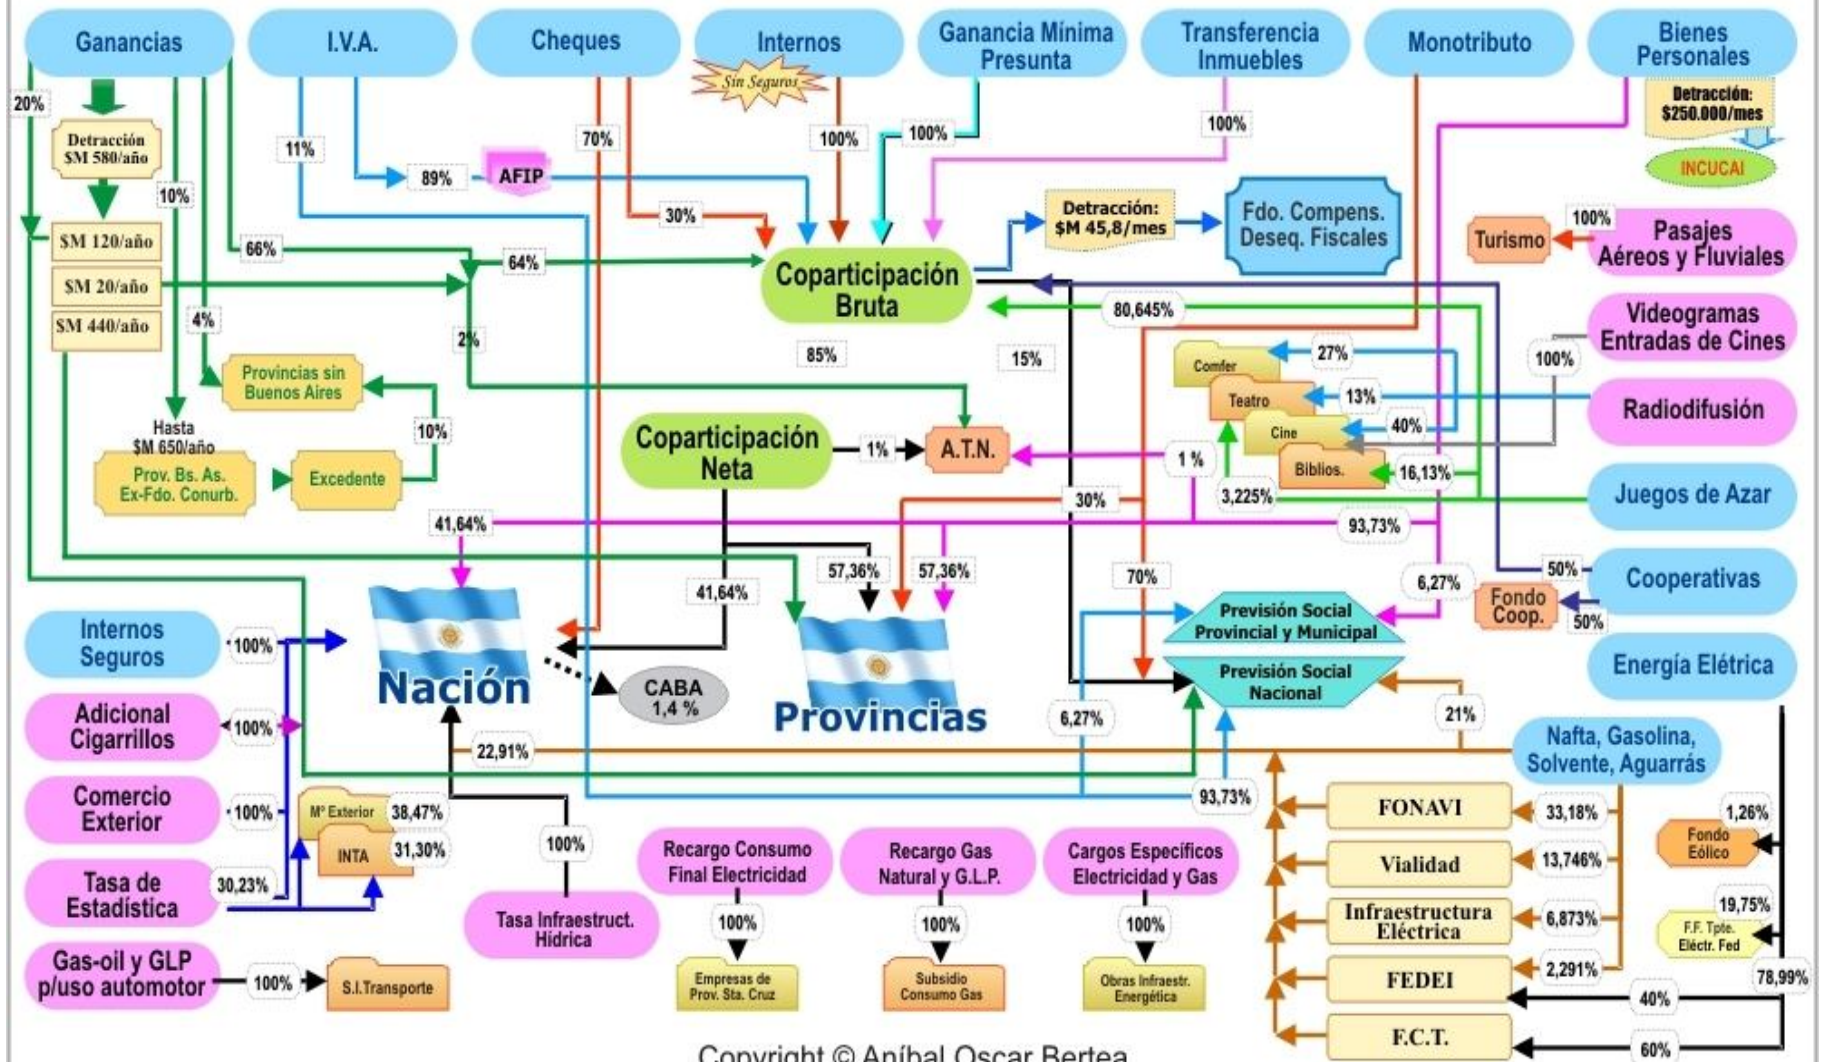 Ganancias
I.V.A.
Cheques
Internos
Ganancia Mínima
Presunta
Transferencia
Inmuebles
Monotributo
Bienes
Personales
Sin Seguros
20%
Detracción
$M 580/año
10%
11%
89%
AFIP
70%
30%
100%
100%
100%
Detracción:
$250.000/mes
INCUCAI
$M 120/año
$M 20/año
$M 440/año
66%
64%
4%
2%
Coparticipación
Bruta
Detracción:
$M 45,8/mes
Fdo. Compens.
Deseq. Fiscales
Turismo
100%
Pasajes
Aéreos y Fluviales
80,645%
85%
15%
Videogramas
Entradas de Cines
100%
Provincias sin
Buenos Aires
10%
Hasta
$M 650/año
Prov. Bs. As.
Ex-Fdo. Conurb.
Excedente
Comfer
27%
Teatro
13%
Cine
40%
Biblios.
16,13%
3,225%
Radiodifusión
Coparticipación
Neta
1%
A.T.N.
1 %
Juegos de Azar
30%
41,64%
93,73%
57,36%
57,36%
41,64%
70%
6,27%
50%
Cooperativas
Fondo
Coop.
50%
Internos
Seguros
100%
Nación
CABA
1,4 %
Provincias
Previsión Social
Provincial y Municipal
Previsión Social
Nacional
Energía Elétrica
Adicional
Cigarrillos
100%
22,91%
6,27%
21%
Nafta, Gasolina,
Solvente, Aguarrás
93,73%
Comercio
Exterior
100%
Mº Exterior
38,47%
INTA
31,30%
Tasa de
Estadística
30,23%
100%
Tasa Infraestruct.
Hídrica
Recargo Consumo
Final Electricidad
100%
Empresas de
Prov. Sta. Cruz
Recargo Gas
Natural y G.L.P.
100%
Subsidio
Consumo Gas
Cargos Específicos
Electricidad y Gas
100%
Obras Infraestr.
Energética
FONAVI
33,18%
Vialidad
13,746%
Infraestructura
Eléctrica
6,873%
FEDEI
2,291%
F.C.T.
1,26%
Fondo
Eólico
19,75%
F.F. Tpte.
Eléctr. Fed
78,99%
40%
60%
Gas-oil y GLP
p/uso automotor
100%
S.I.Transporte
Copyright © Aníbal Oscar Bertea